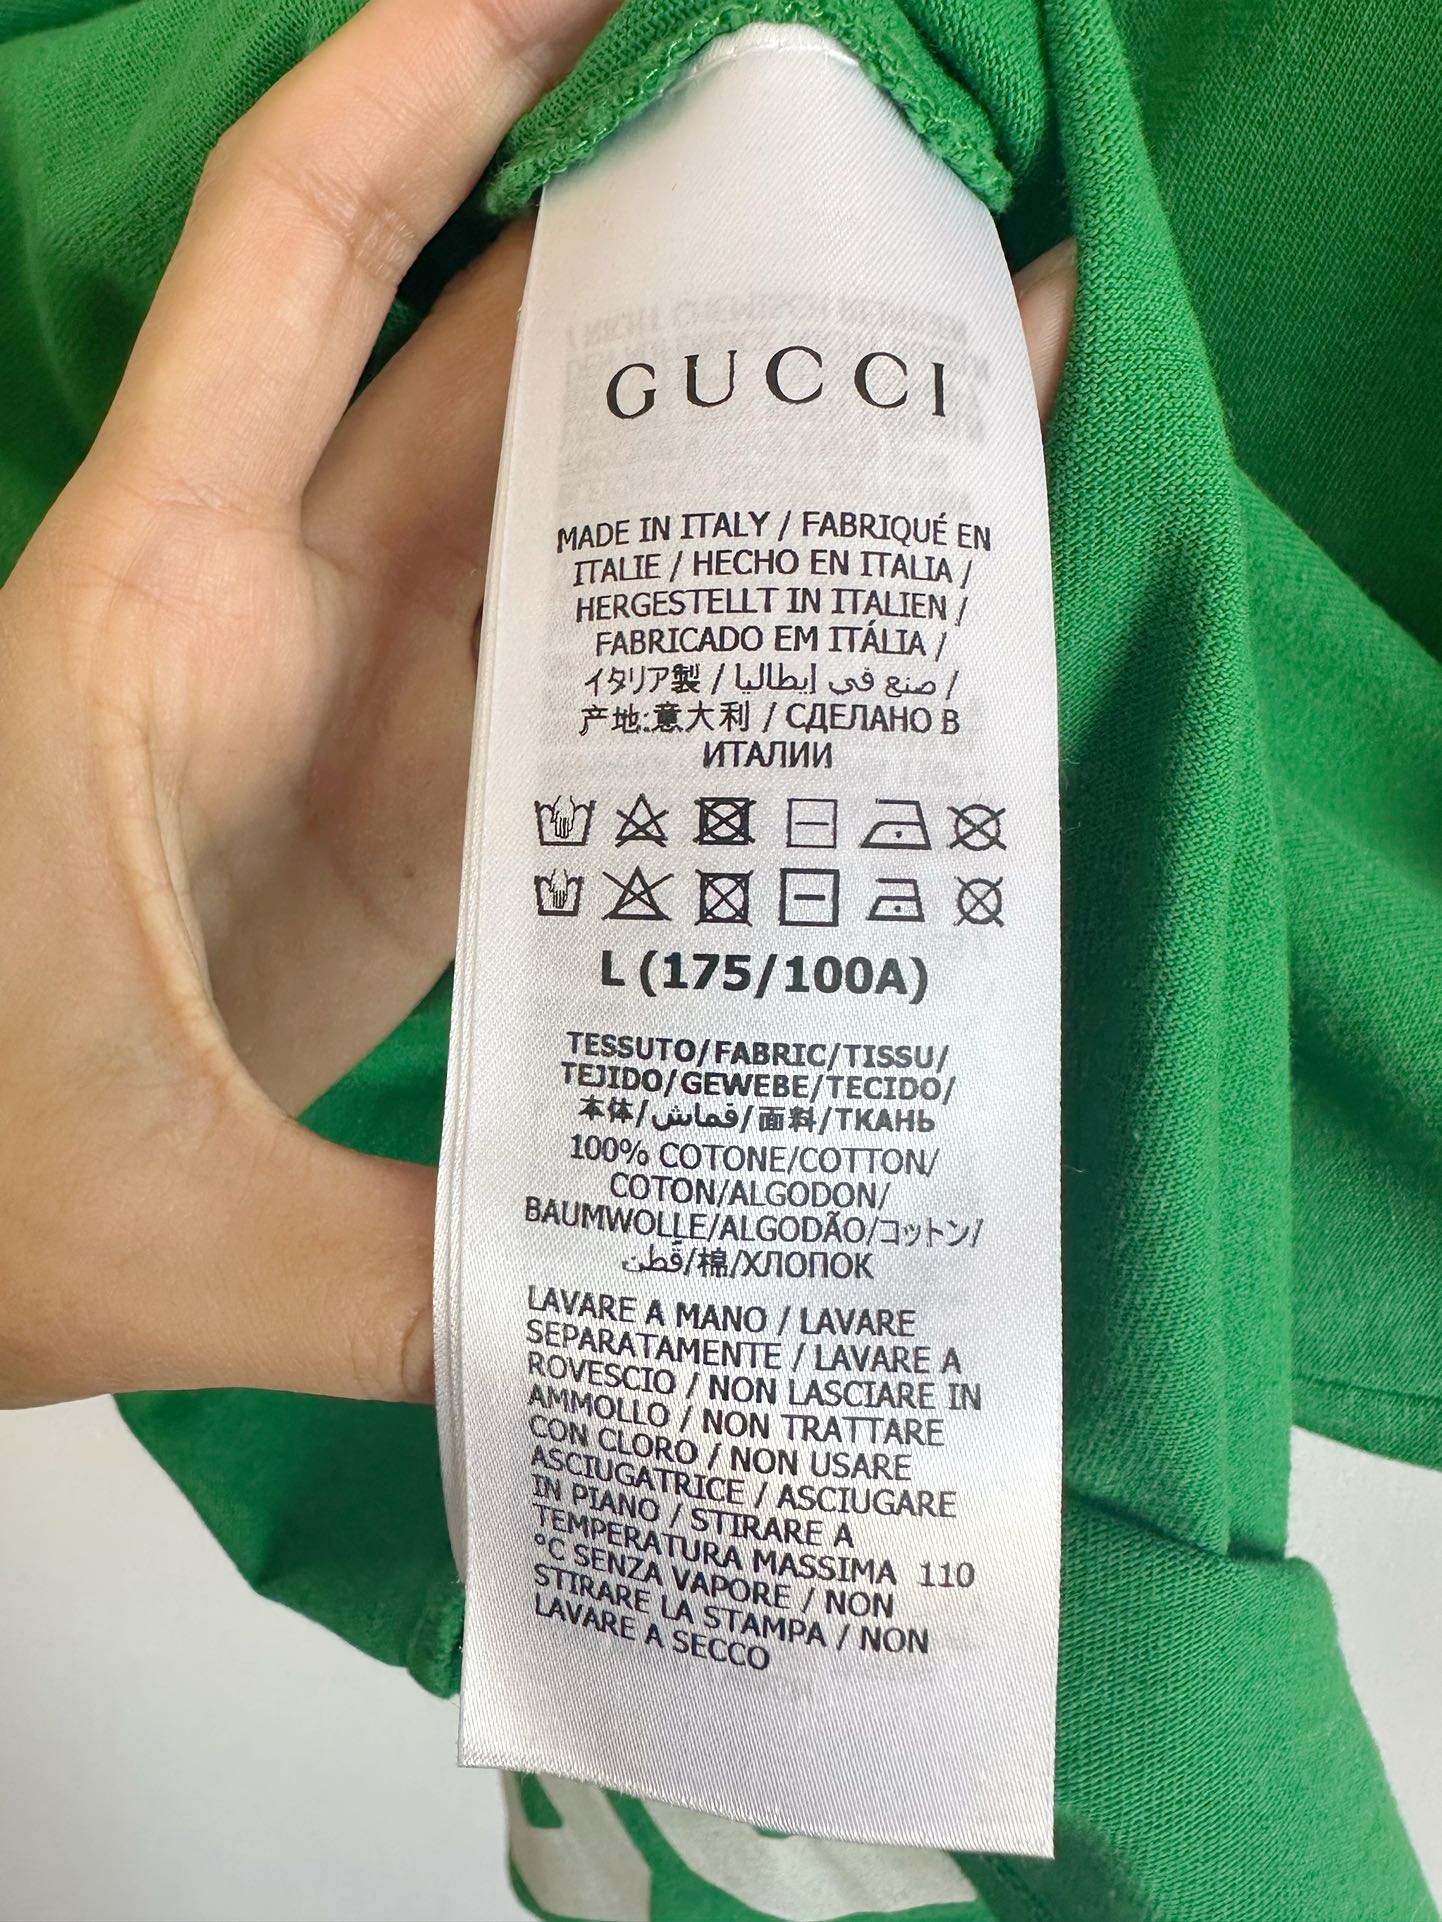 GUCCI
MADE IN ITALY / FABRIQUÉ EN
ITALIE / HECHO EN ITALIA /
HERGESTELLT IN ITALIEN /
FABRICADO EM ITÁLIA /
イタリア製 / صنع في إيطاليا /
产地:意大利 / СДЕЛАНО В
ИТАЛИИ
L (175/100A)
TESSUTO/FABRIC/TISSU/
TEJIDO/GEWEBE/TECIDO/
本体/قماش/面料/ТКАНЬ
100% COTONE/COTTON/
COTON/ALGODON/
BAUMWOLLE/ALGODÃO/コットン/
قطن/棉/ХЛОПОК
LAVARE A MANO / LAVARE
SEPARATAMENTE / LAVARE A
ROVESCIO / NON LASCIARE IN
AMMOLLO / NON TRATTARE
CON CLORO / NON USARE
ASCIUGATRICE / ASCIUGARE
IN PIANO / STIRARE A
TEMPERATURA MASSIMA 110
°C SENZA VAPORE / NON
STIRARE LA STAMPA / NON
LAVARE A SECCO